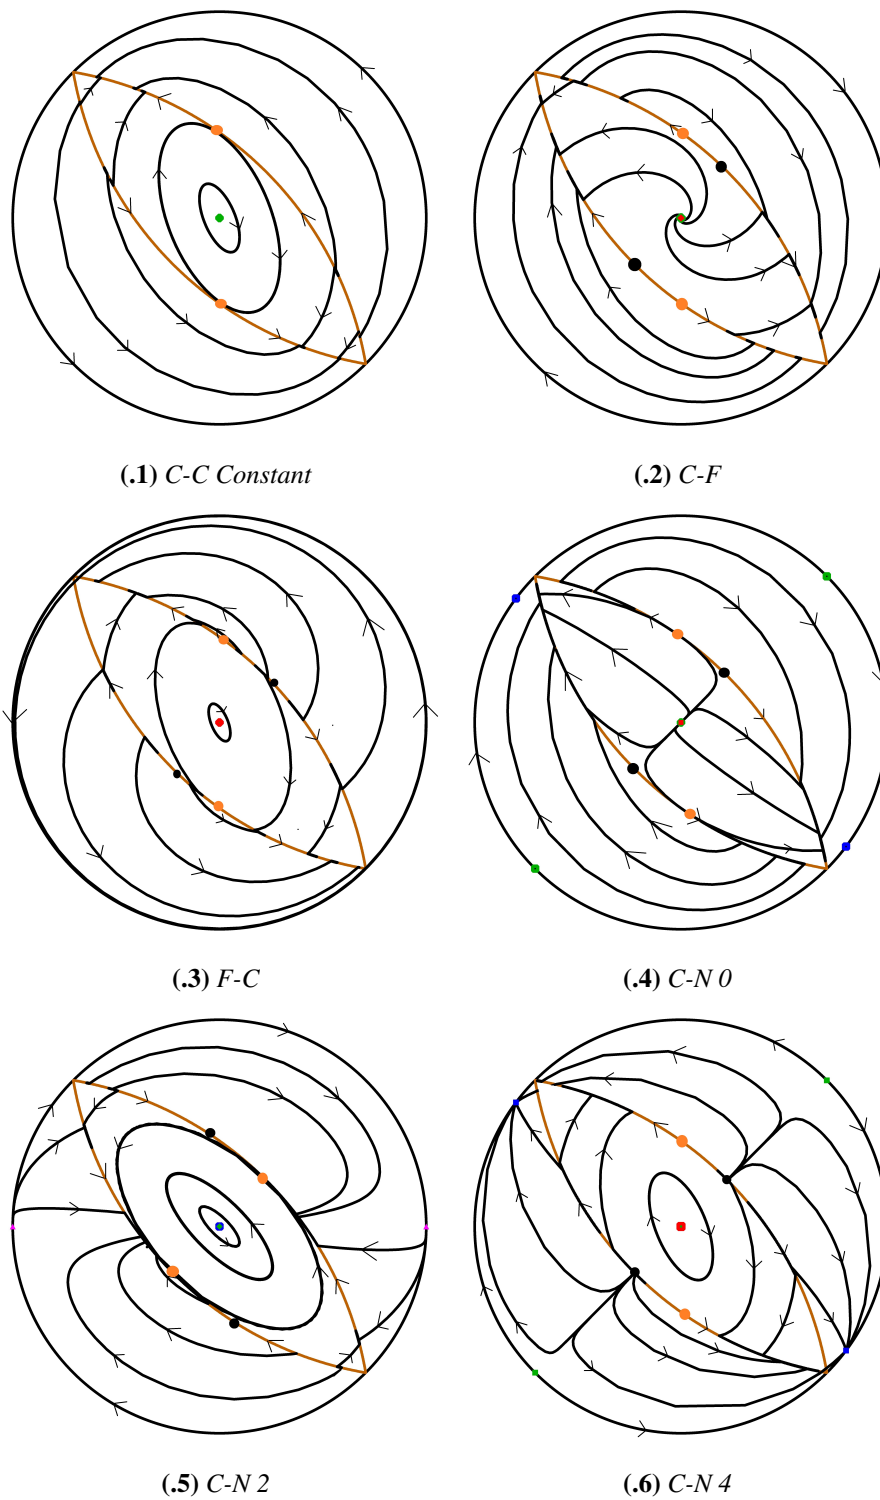 (.1) C-C Constant
(.2) C-F
(.3) F-C
(.4) C-N 0
(.5) C-N 2
(.6) C-N 4